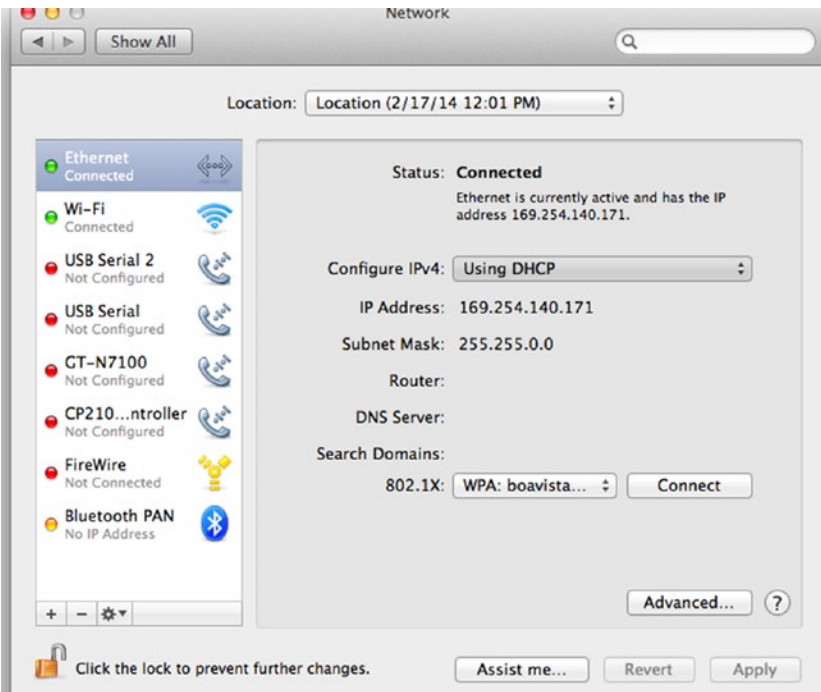 Network
Show All
Location: Location (2/17/14 12:01 PM)
Ethernet
Connected
Wi-Fi
Connected
USB Serial 2
Not Configured
USB Serial
Not Configured
GT-N7100
Not Configured
CP210...ntroller
Not Configured
FireWire
Not Connected
Bluetooth PAN
No IP Address
Status: Connected
Ethernet is currently active and has the IP
address 169.254.140.171.
Configure IPv4: Using DHCP
IP Address: 169.254.140.171
Subnet Mask: 255.255.0.0
Router:
DNS Server:
Search Domains:
802.1X: WPA: boavista... Connect
Advanced... ?
+ −
Click the lock to prevent further changes.
Assist me... Revert Apply